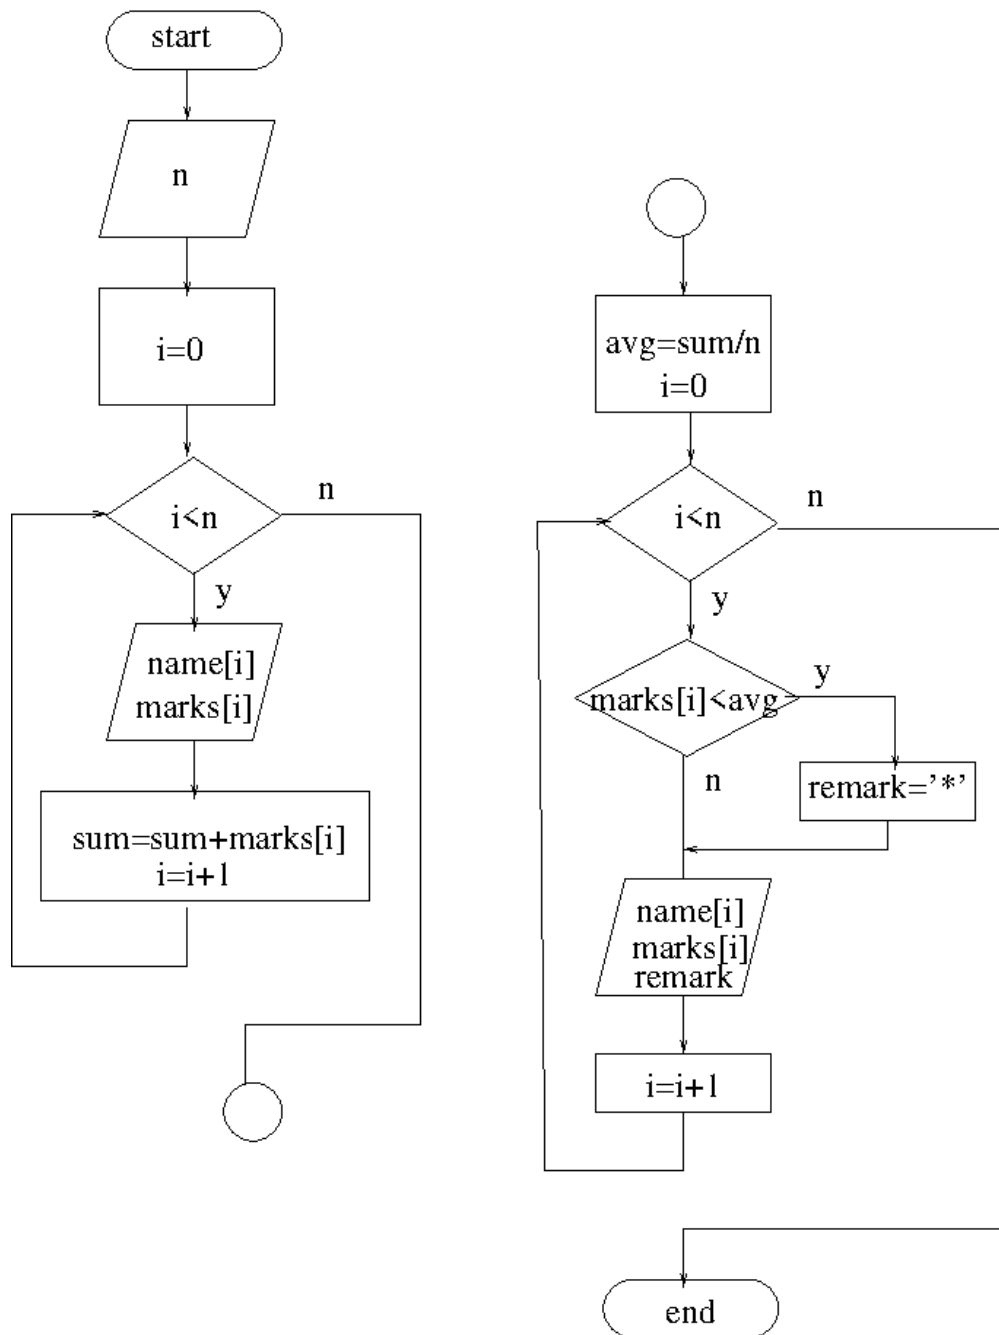 start
n
i=0
i<n
n
y
name[i]
marks[i]
sum=sum+marks[i]
i=i+1
avg=sum/n
i=0
i<n
n
y
marks[i]<avg
y
n
remark='*'
name[i]
marks[i]
remark
i=i+1
end